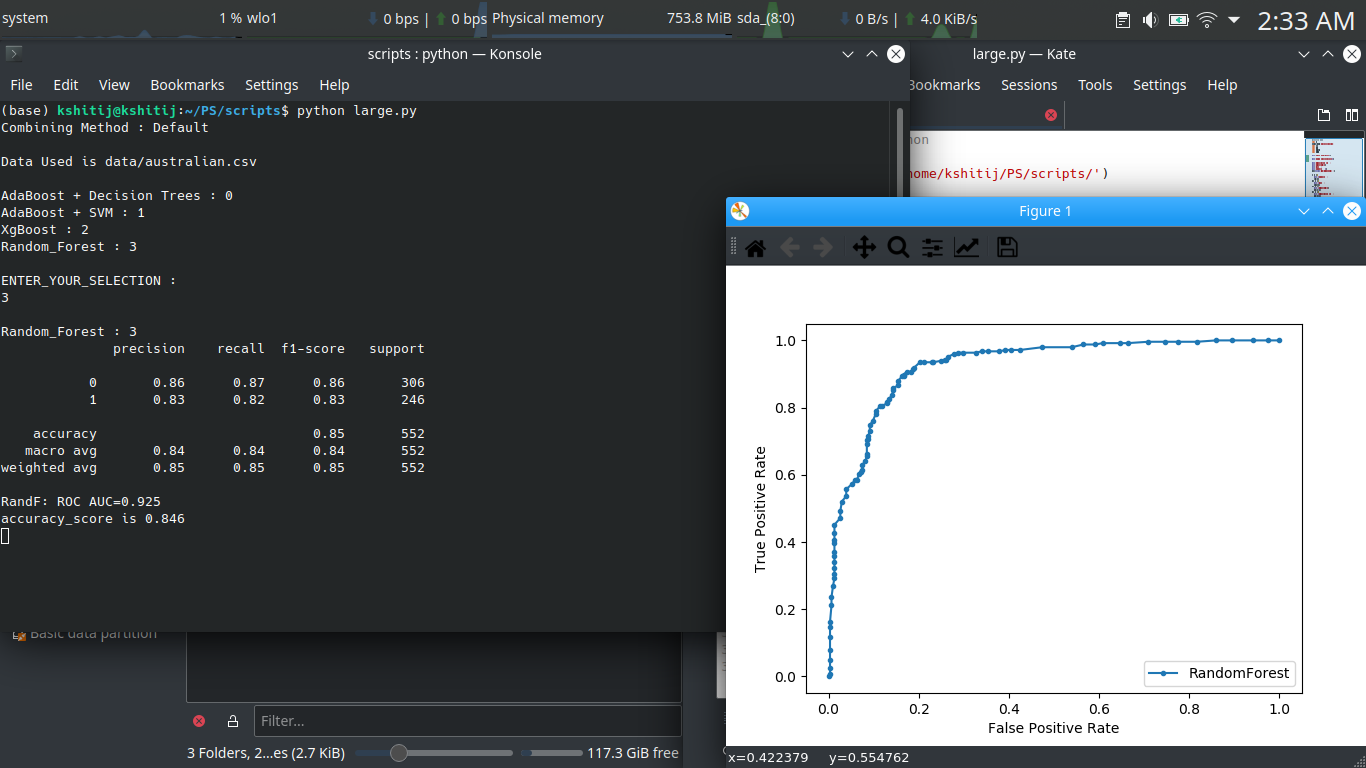 system 1 % wlo1 0 bps | 0 bps Physical memory 753.8 MiB sda_(8:0) 0 B/s | 4.0 KiB/s 2:33 AM
scripts : python — Konsole
File Edit View Bookmarks Settings Help
(base) kshitij@kshitij:~/PS/scripts$ python large.py
Combining Method : Default
Data Used is data/australian.csv
AdaBoost + Decision Trees : 0
AdaBoost + SVM : 1
XgBoost : 2
Random_Forest : 3
ENTER_YOUR_SELECTION :
3
Random_Forest : 3
precision recall f1-score support
0 0.86 0.87 0.86 306
1 0.83 0.82 0.83 246
accuracy 0.85 552
macro avg 0.84 0.84 0.84 552
weighted avg 0.85 0.85 0.85 552
RandF: ROC AUC=0.925
accuracy_score is 0.846
large.py — Kate
Bookmarks Sessions Tools Settings Help
hon
home/kshitij/PS/scripts/')
Figure 1
1.0
0.8
0.6
0.4
0.2
0.0
True Positive Rate
RandomForest
0.0 0.2 0.4 0.6 0.8 1.0
False Positive Rate
x=0.422379 y=0.554762
Basic data partition
Filter...
3 Folders, 2...es (2.7 KiB) 117.3 GiB free